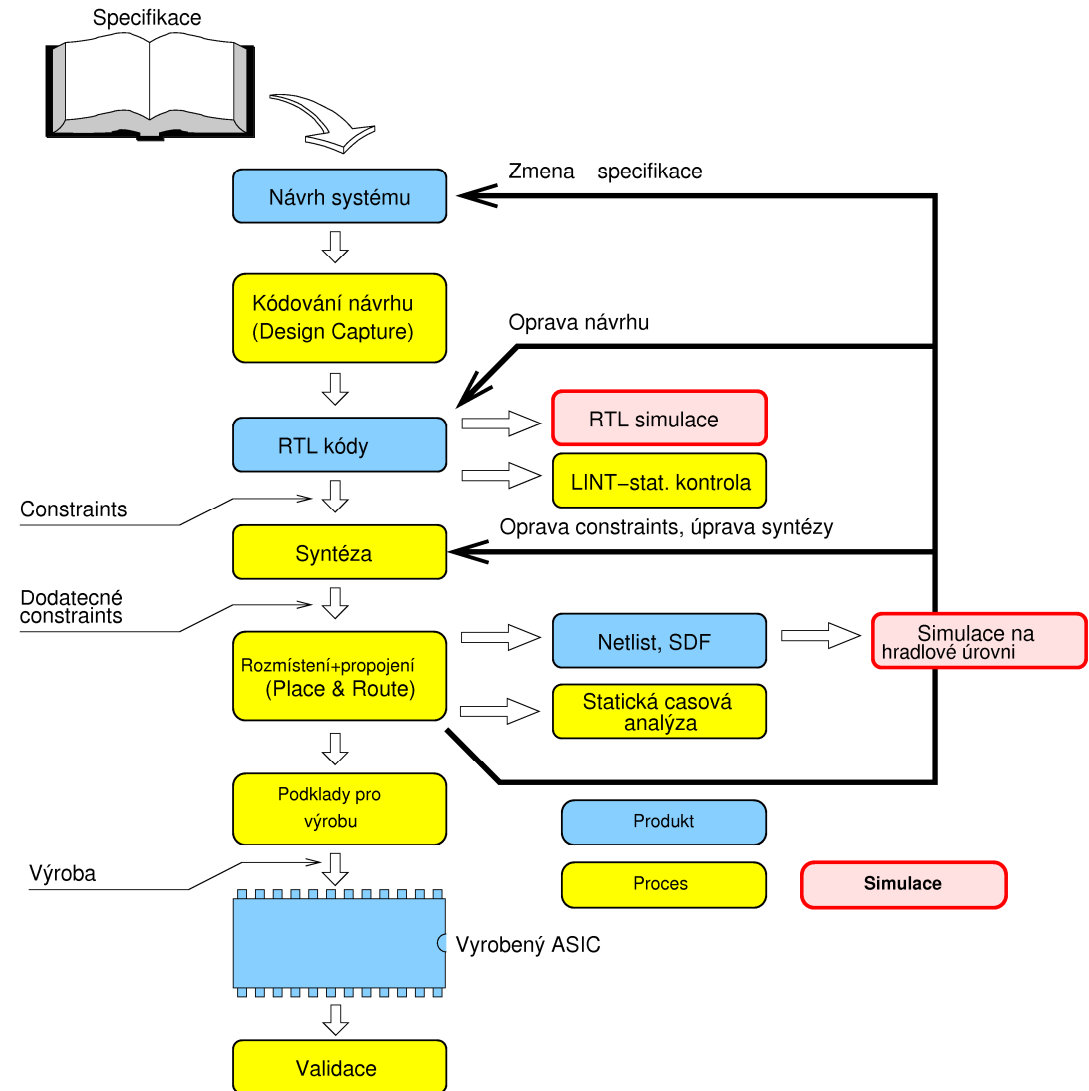 Specifikace
Zmena specifikace
Návrh systému
Kódování návrhu
(Design Capture)
Oprava návrhu
RTL simulace
RTL kódy
LINT–stat. kontrola
Constraints
Oprava constraints, úprava syntézy
Syntéza
Dodatecné
constraints
Netlist, SDF
Simulace na
hradlové úrovni
Rozmístení+propojení
(Place & Route)
Statická casová
analýza
Podklady pro
výrobu
Produkt
Výroba
Proces
Simulace
Vyrobený ASIC
Validace